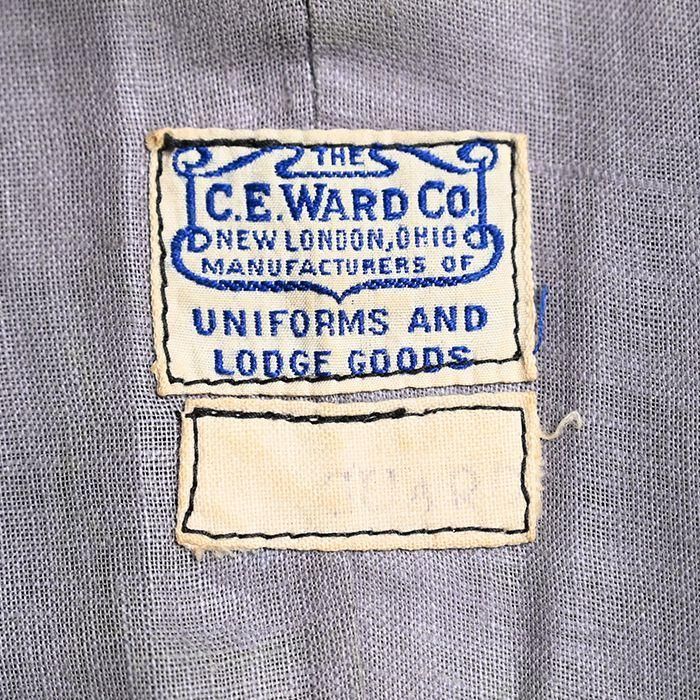 THE
C.E.WARD CO.
NEW LONDON, OHIO
MANUFACTURERS OF
UNIFORMS AND
LODGE GOODS